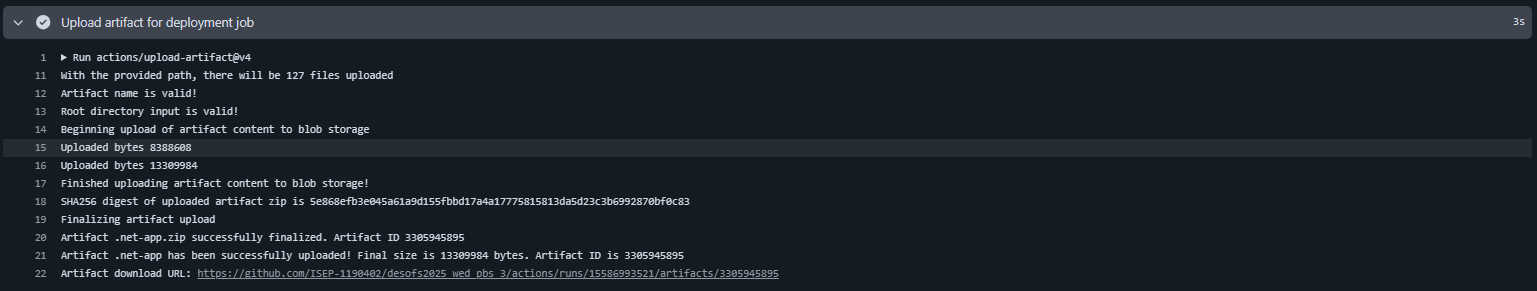 Upload artifact for deployment job 3s
1 ▶ Run actions/upload-artifact@v4
11 With the provided path, there will be 127 files uploaded
12 Artifact name is valid!
13 Root directory input is valid!
14 Beginning upload of artifact content to blob storage
15 Uploaded bytes 8388608
16 Uploaded bytes 13309984
17 Finished uploading artifact content to blob storage!
18 SHA256 digest of uploaded artifact zip is 5e868efb3e045a61a9d155fbbd17a4a17775815813da5d23c3b6992870bf0c83
19 Finalizing artifact upload
20 Artifact .net-app.zip successfully finalized. Artifact ID 3305945895
21 Artifact .net-app has been successfully uploaded! Final size is 13309984 bytes. Artifact ID is 3305945895
22 Artifact download URL: https://github.com/ISEP-1190402/desofs2025_wed_pbs_3/actions/runs/15586993521/artifacts/3305945895